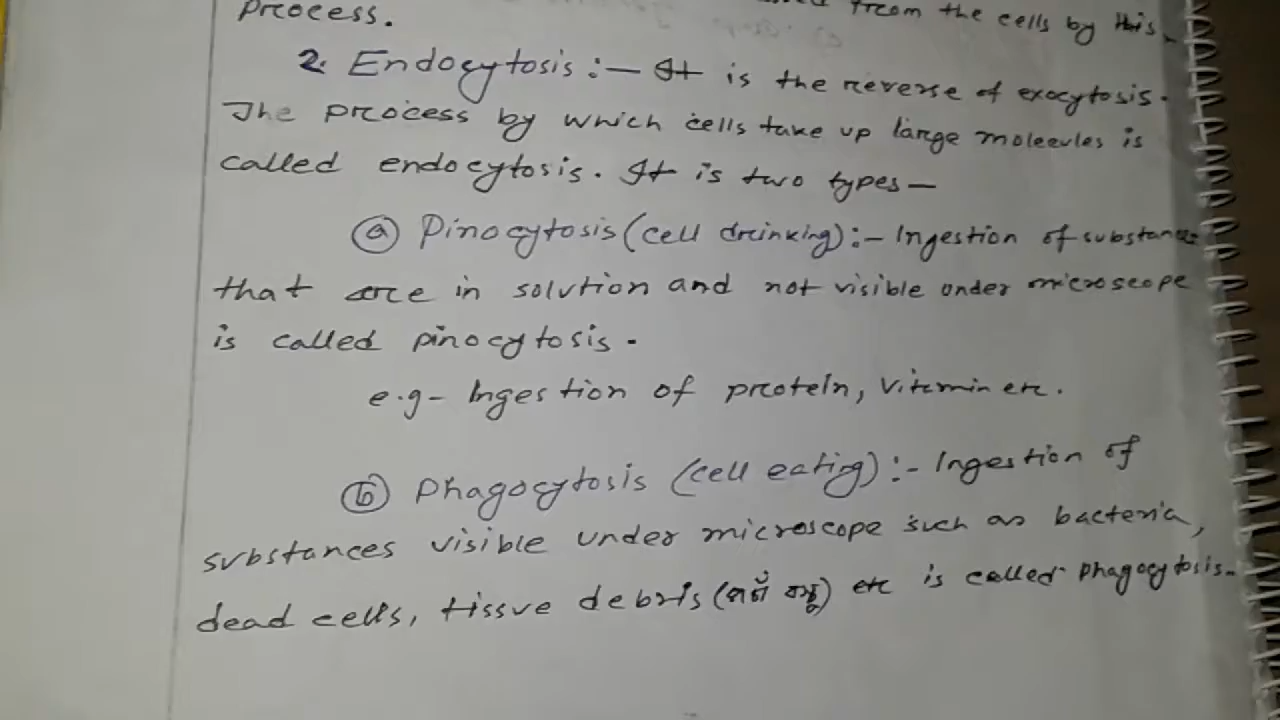 from the cells by this
process.
2. Endocytosis :— It is the reverse of exocytosis.
The process by which cells take up large molecules is
called endocytosis. It is two types—
(a) Pinocytosis (cell drinking) :- Ingestion of substances
that are in solution and not visible under microscope
is called pinocytosis.
e.g- Ingestion of protein, vitamin etc.
(b) Phagocytosis (cell eatig) :- Ingestion of
substances visible under microscope such as bacteria,
dead cells, tissue debris ( ) etc is called phagocytosis.